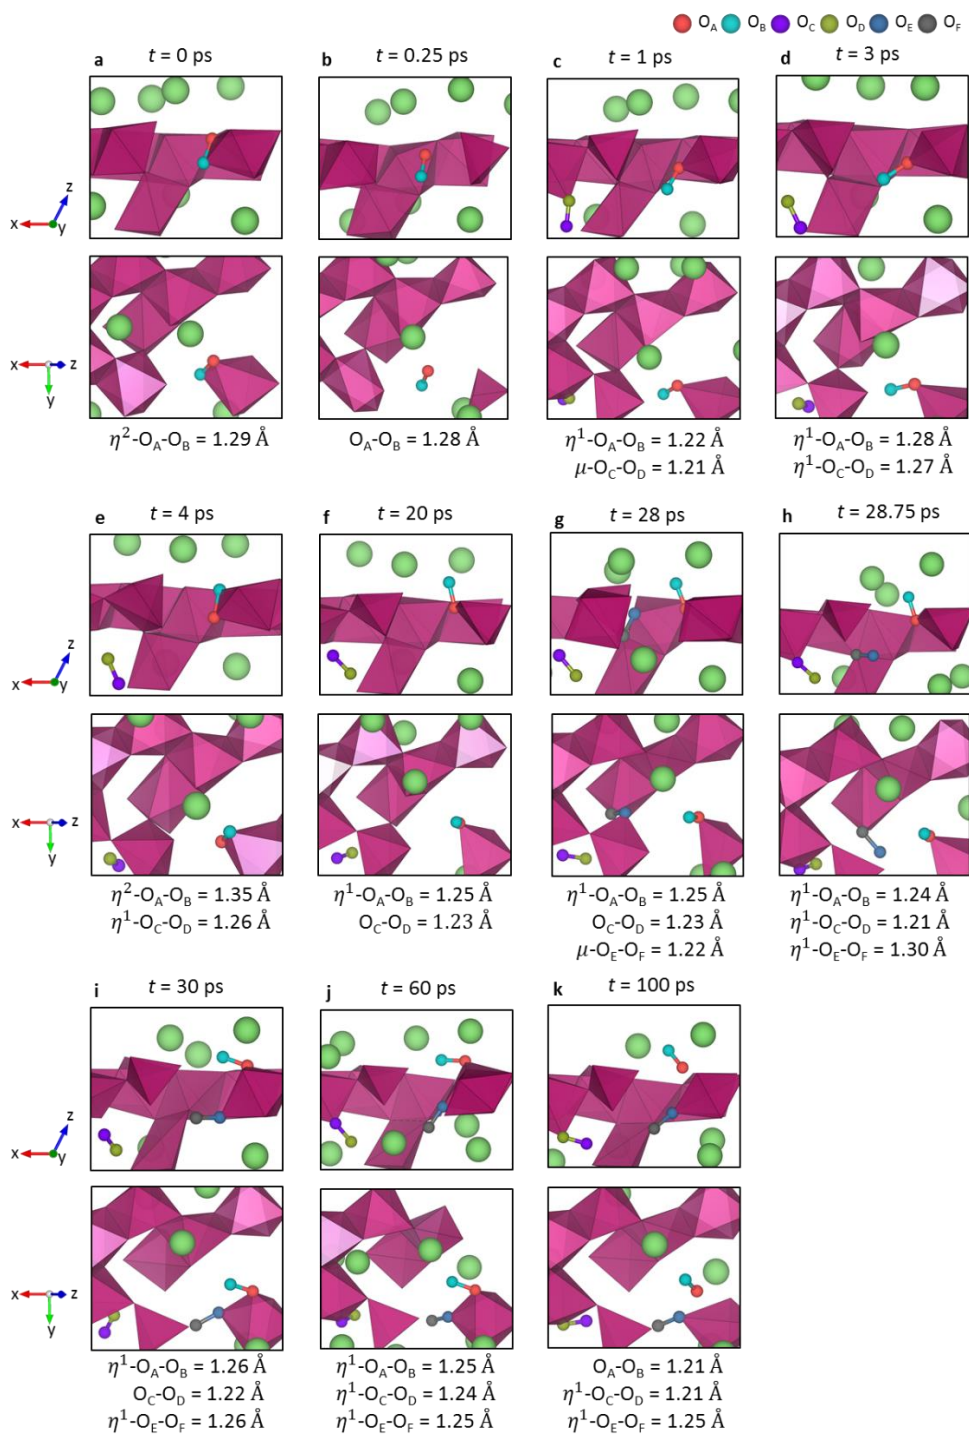 O_A O_B O_C O_D O_E O_F
a t = 0 ps
b t = 0.25 ps
c t = 1 ps
d t = 3 ps
z
x
y
x
z
y
η²-O_A-O_B = 1.29 Å
O_A-O_B = 1.28 Å
η¹-O_A-O_B = 1.22 Å
μ-O_C-O_D = 1.21 Å
η¹-O_A-O_B = 1.28 Å
η¹-O_C-O_D = 1.27 Å
e t = 4 ps
f t = 20 ps
g t = 28 ps
h t = 28.75 ps
z
x
y
x
z
y
η²-O_A-O_B = 1.35 Å
η¹-O_C-O_D = 1.26 Å
η¹-O_A-O_B = 1.25 Å
O_C-O_D = 1.23 Å
η¹-O_A-O_B = 1.25 Å
O_C-O_D = 1.23 Å
μ-O_E-O_F = 1.22 Å
η¹-O_A-O_B = 1.24 Å
η¹-O_C-O_D = 1.21 Å
η¹-O_E-O_F = 1.30 Å
i t = 30 ps
j t = 60 ps
k t = 100 ps
z
x
y
x
z
y
η¹-O_A-O_B = 1.26 Å
O_C-O_D = 1.22 Å
η¹-O_E-O_F = 1.26 Å
η¹-O_A-O_B = 1.25 Å
η¹-O_C-O_D = 1.24 Å
η¹-O_E-O_F = 1.25 Å
O_A-O_B = 1.21 Å
η¹-O_C-O_D = 1.21 Å
η¹-O_E-O_F = 1.25 Å